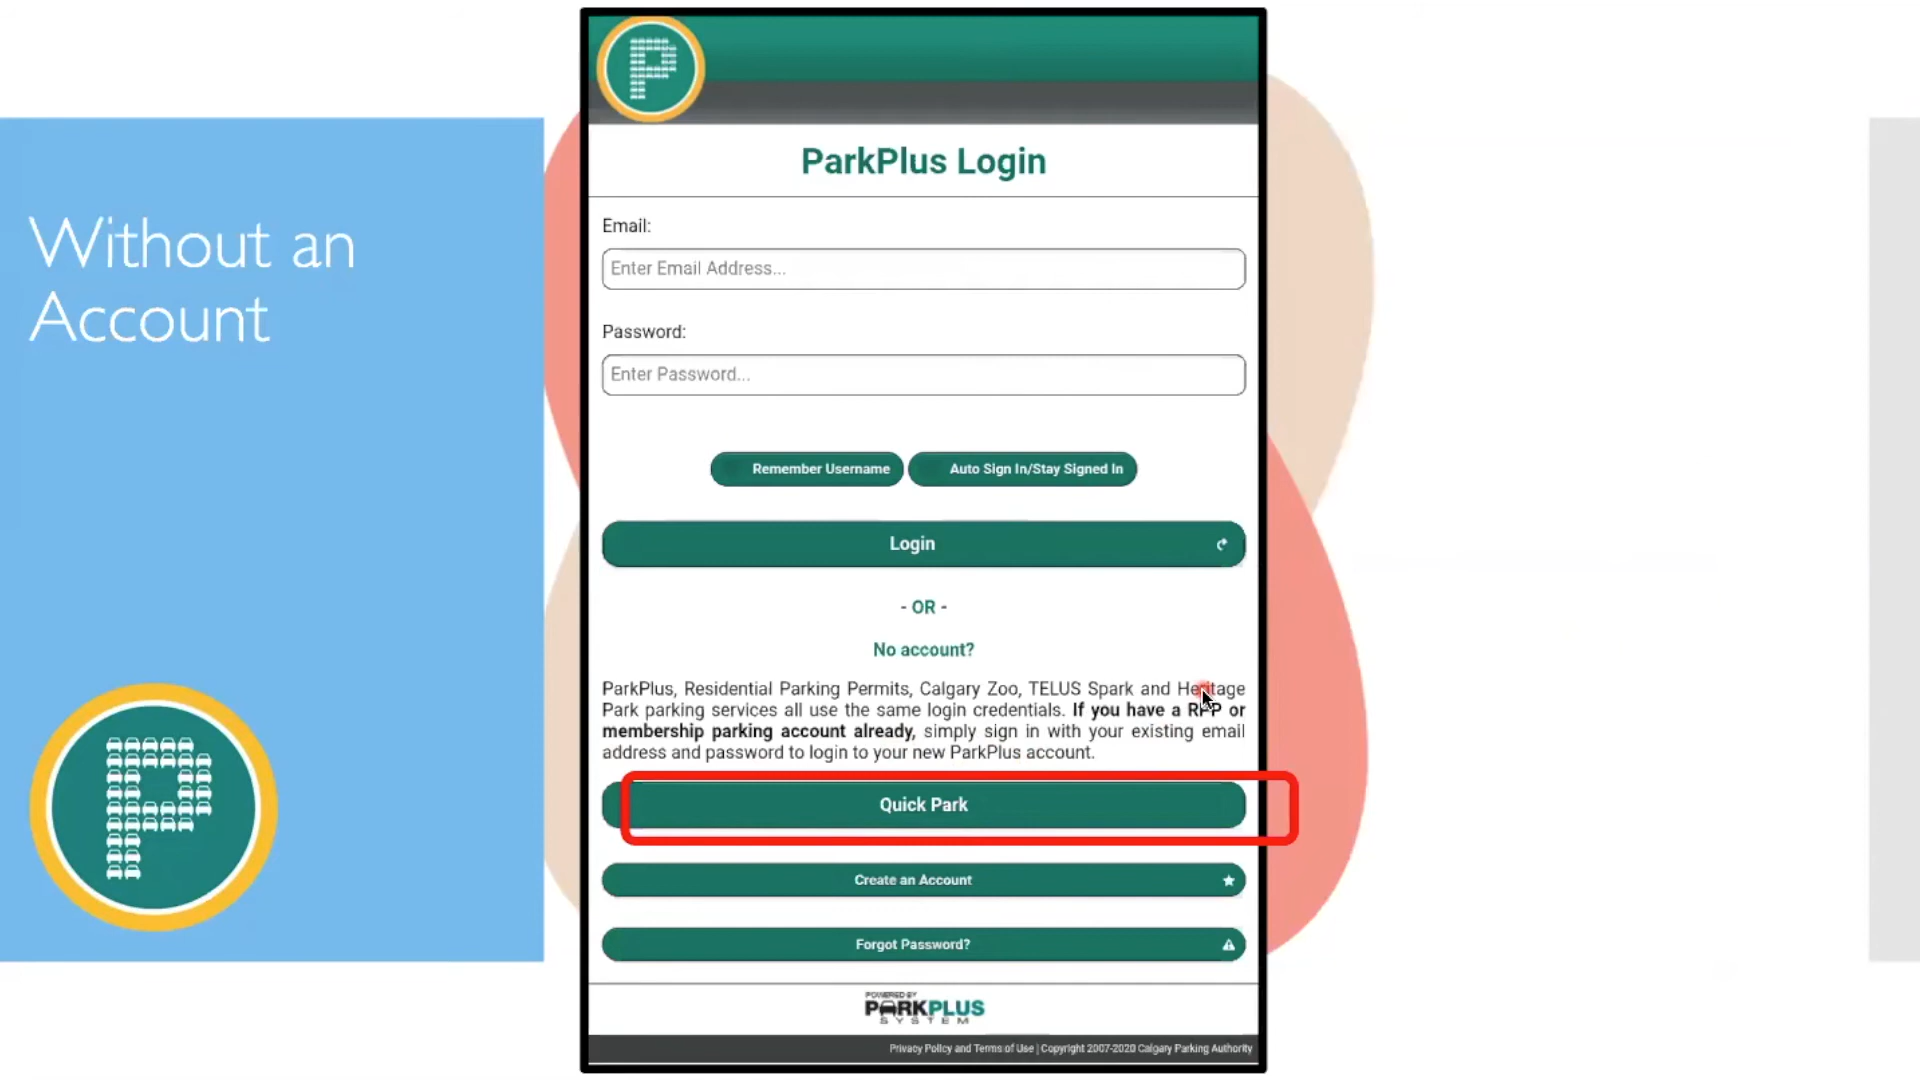 Without an
Account
ParkPlus Login
Email:
Enter Email Address...
Password:
Enter Password...
Remember Username
Auto Sign In/Stay Signed In
Login
- OR -
No account?
ParkPlus, Residential Parking Permits, Calgary Zoo, TELUS Spark and Heritage
Park parking services all use the same login credentials. If you have a RPP or
membership parking account already, simply sign in with your existing email
address and password to login to your new ParkPlus account.
Quick Park
Create an Account
Forgot Password?
POWERED BY
PARKPLUS
SYSTEM
Privacy Policy and Terms of Use | Copyright 2007-2020 Calgary Parking Authority